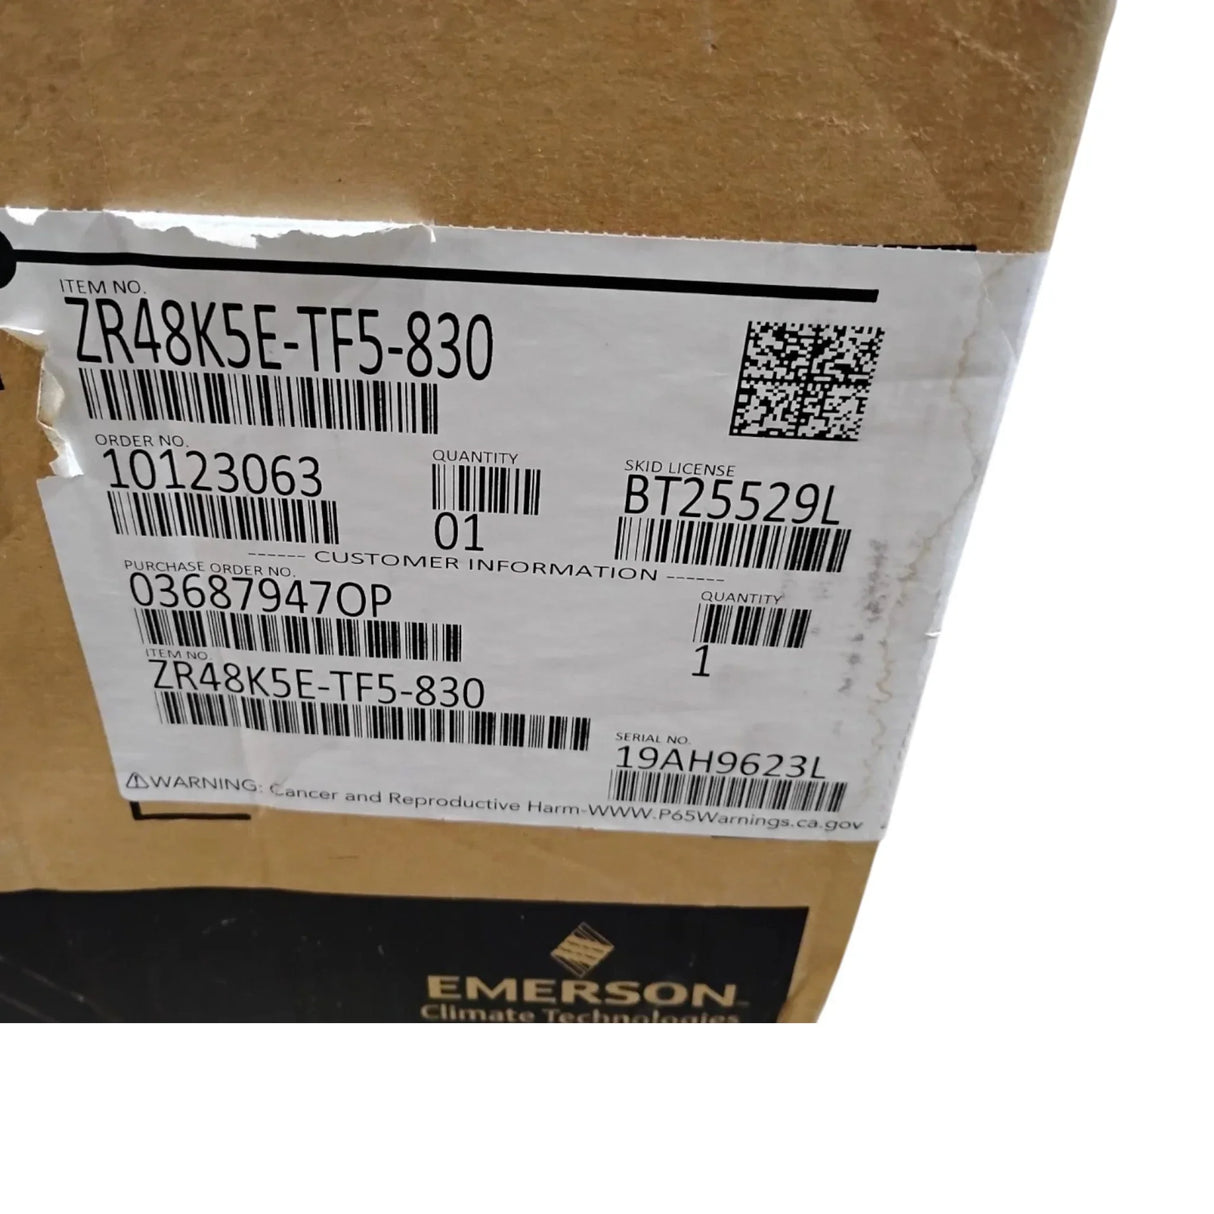 ITEM NO.
ZR48K5E-TF5-830
ORDER NO.
10123063
QUANTITY
01
SKID LICENSE
BT25529L
------ CUSTOMER INFORMATION ------
PURCHASE ORDER NO.
03687947OP
QUANTITY
1
ITEM NO.
ZR48K5E-TF5-830
SERIAL NO.
19AH9623L
⚠WARNING: Cancer and Reproductive Harm-WWW.P65Warnings.ca.gov
EMERSON
Climate Technologies